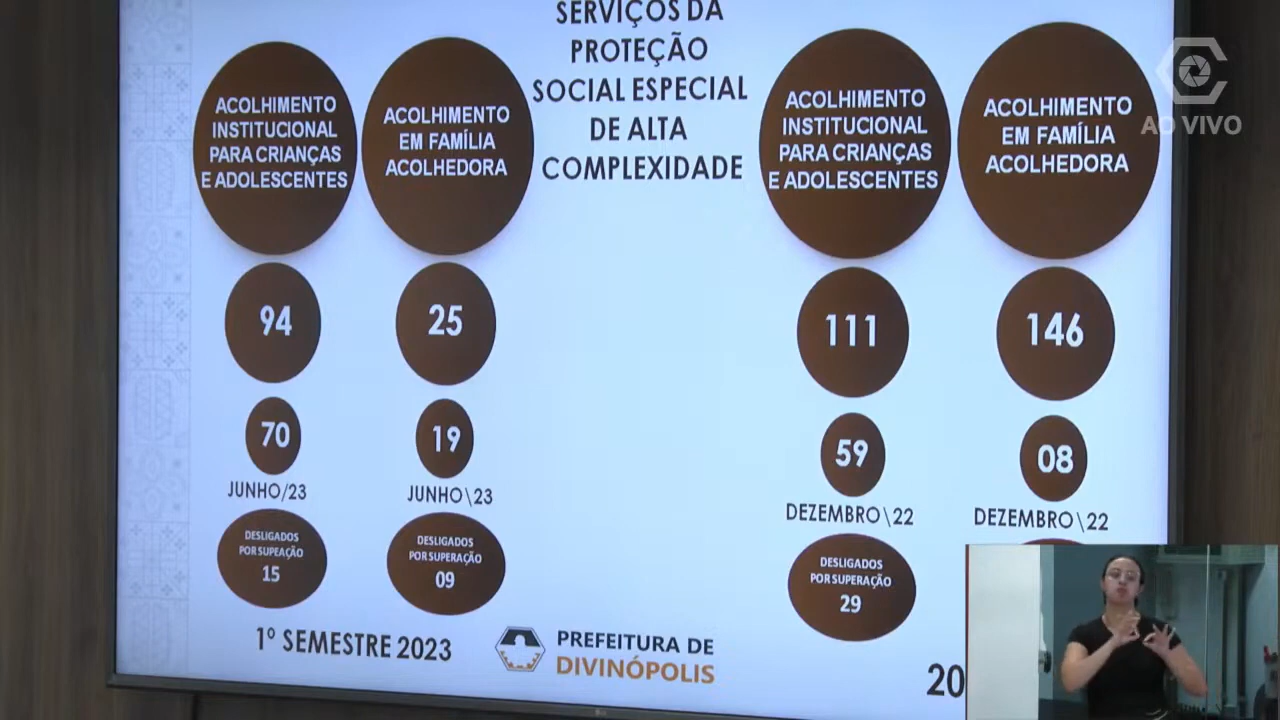 SERVIÇOS DA
PROTEÇÃO
SOCIAL ESPECIAL
DE ALTA
COMPLEXIDADE
ACOLHIMENTO
INSTITUCIONAL
PARA CRIANÇAS
E ADOLESCENTES
94
70
JUNHO/23
DESLIGADOS
POR SUPEAÇÃO
15
ACOLHIMENTO
EM FAMÍLIA
ACOLHEDORA
25
19
JUNHO\23
DESLIGADOS
POR SUPERAÇÃO
09
1º SEMESTRE 2023
PREFEITURA DE
DIVINÓPOLIS
ACOLHIMENTO
INSTITUCIONAL
PARA CRIANÇAS
E ADOLESCENTES
111
59
DEZEMBRO\22
DESLIGADOS
POR SUPERAÇÃO
29
ACOLHIMENTO
EM FAMÍLIA
ACOLHEDORA
146
08
DEZEMBRO\22
20
AO VIVO